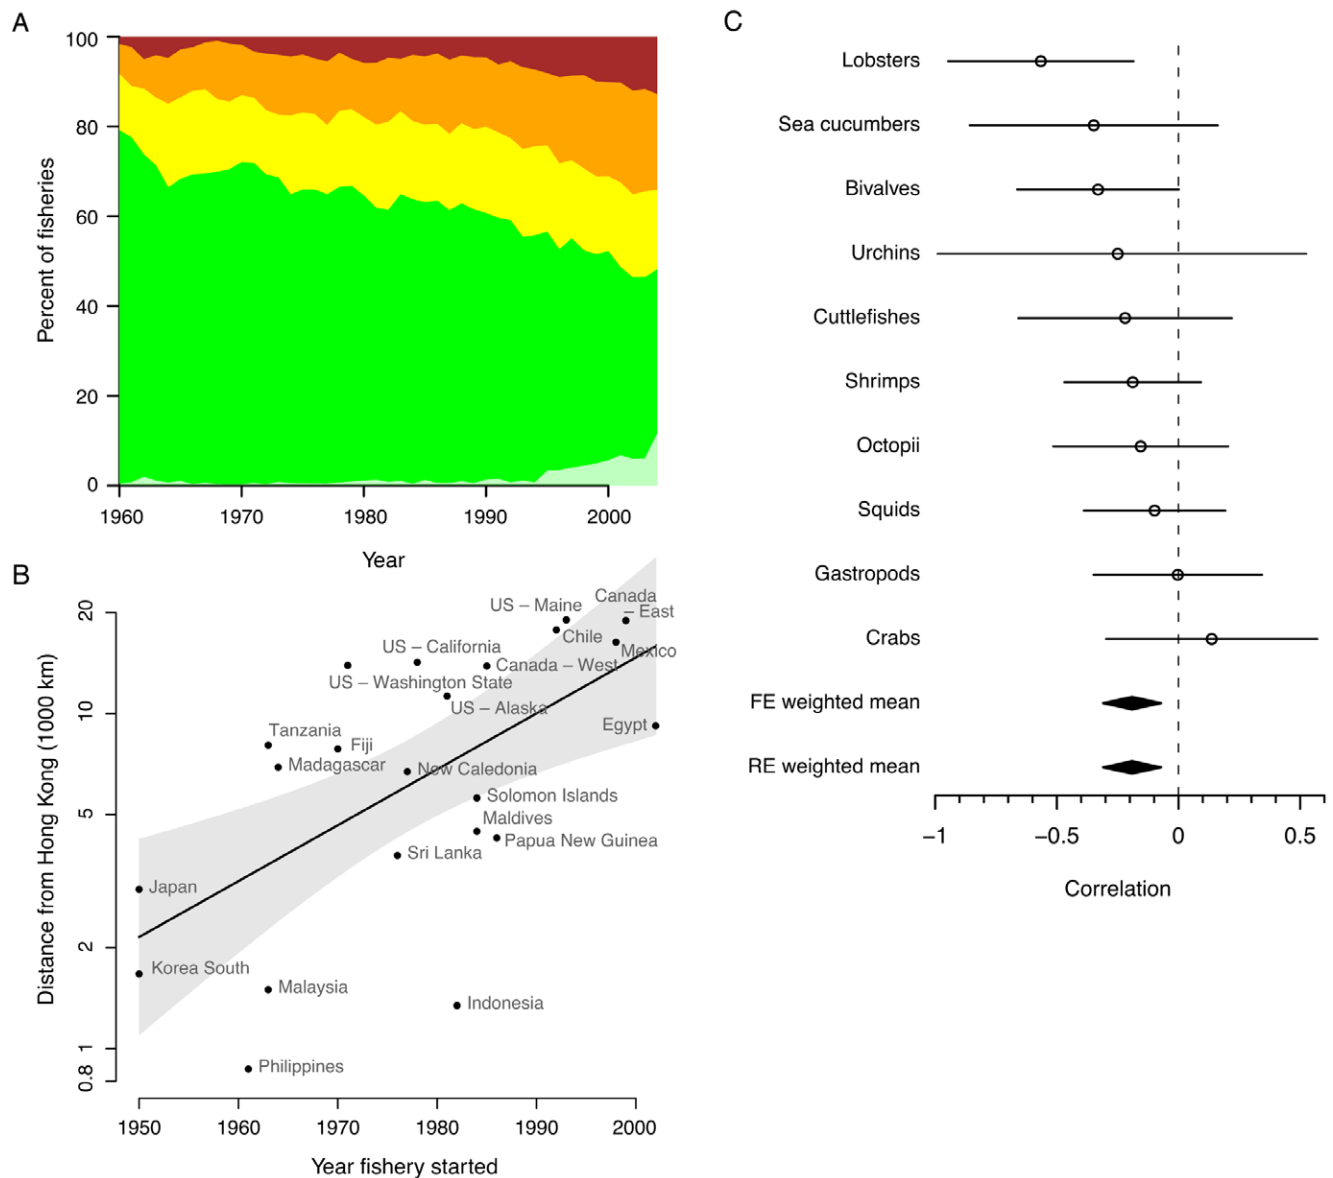 A
100
80
60
40
20
0
Percent of fisheries
1960 1970 1980 1990 2000
Year
B
20
10
5
2
1
0.8
Distance from Hong Kong (1000 km)
Canada
– East
US – Maine
Chile
Mexico
US – California
Canada – West
US – Washington State
US – Alaska
Egypt
Tanzania
Fiji
Madagascar
New Caledonia
Solomon Islands
Maldives
Papua New Guinea
Sri Lanka
Japan
Korea South
Malaysia
Indonesia
Philippines
1950 1960 1970 1980 1990 2000
Year fishery started
C
Lobsters
Sea cucumbers
Bivalves
Urchins
Cuttlefishes
Shrimps
Octopii
Squids
Gastropods
Crabs
FE weighted mean
RE weighted mean
−1 −0.5 0 0.5
Correlation